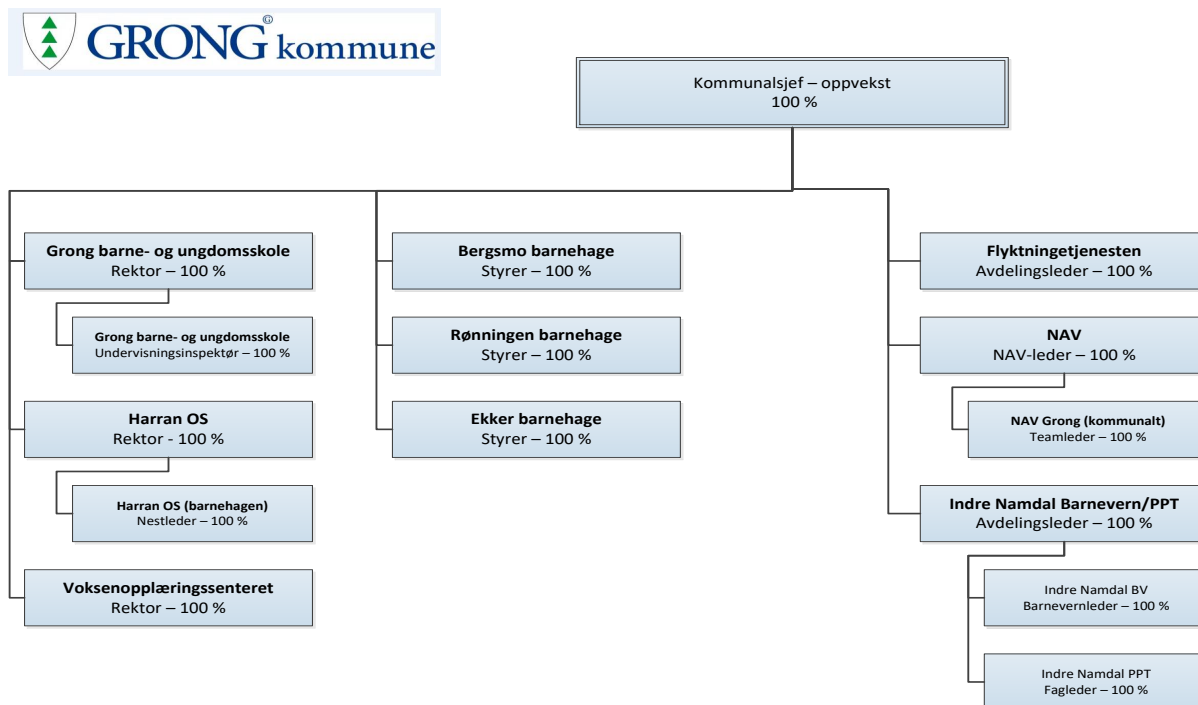 GRONG© kommune
Kommunalsjef – oppvekst
100 %
Grong barne- og ungdomsskole
Rektor – 100 %
Grong barne- og ungdomsskole
Undervisningsinspektør – 100 %
Harran OS
Rektor - 100 %
Harran OS (barnehagen)
Nestleder – 100 %
Voksenopplæringssenteret
Rektor – 100 %
Bergsmo barnehage
Styrer – 100 %
Rønningen barnehage
Styrer – 100 %
Ekker barnehage
Styrer – 100 %
Flyktningetjenesten
Avdelingsleder – 100 %
NAV
NAV-leder – 100 %
NAV Grong (kommunalt)
Teamleder – 100 %
Indre Namdal Barnevern/PPT
Avdelingsleder – 100 %
Indre Namdal BV
Barnevernleder – 100 %
Indre Namdal PPT
Fagleder – 100 %